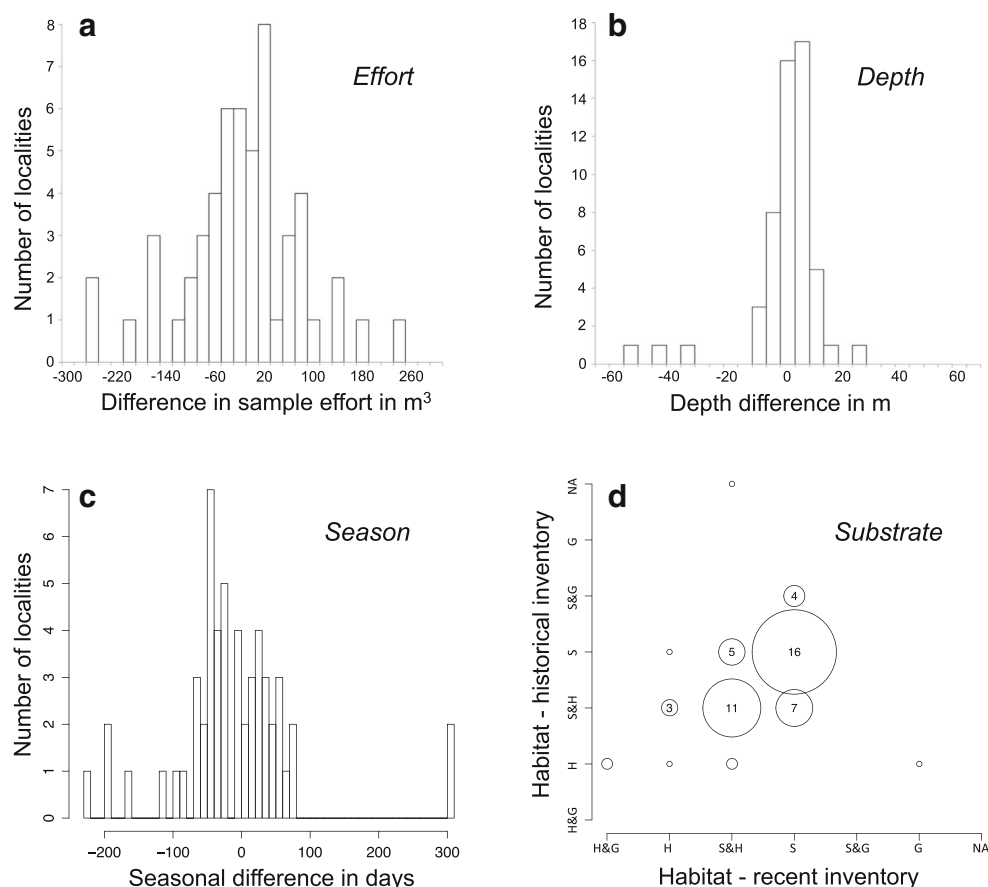 a
Effort
Number of localities
8
7
6
5
4
3
2
1
0
-300 -220 -140 -60 20 100 180 260
Difference in sample effort in m³
b
Depth
Number of localities
18
16
14
12
10
8
6
4
2
0
-60 -40 -20 0 20 40 60
Depth difference in m
c
Season
Number of localities
7
6
5
4
3
2
1
0
−200 −100 0 100 200 300
Seasonal difference in days
d
Substrate
Habitat - historical inventory
NA
G
S&G
S
S&H
H
H&G
4
5 16
3 11 7
H&G H S&H S S&G G NA
Habitat - recent inventory